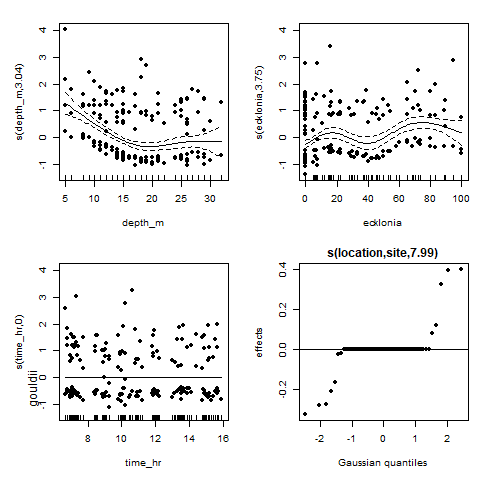 s(depth_m,3.04)
4
3
2
1
0
-1
5 10 15 20 25 30
depth_m
s(ecklonia,3.75)
4
3
2
1
0
-1
0 20 40 60 80 100
ecklonia
s(time_hr,0)
gouldii
4
3
2
1
0
-1
8 10 12 14 16
time_hr
s(location,site,7.99)
effects
0.4
0.2
0.0
-0.2
-2 -1 0 1 2
Gaussian quantiles